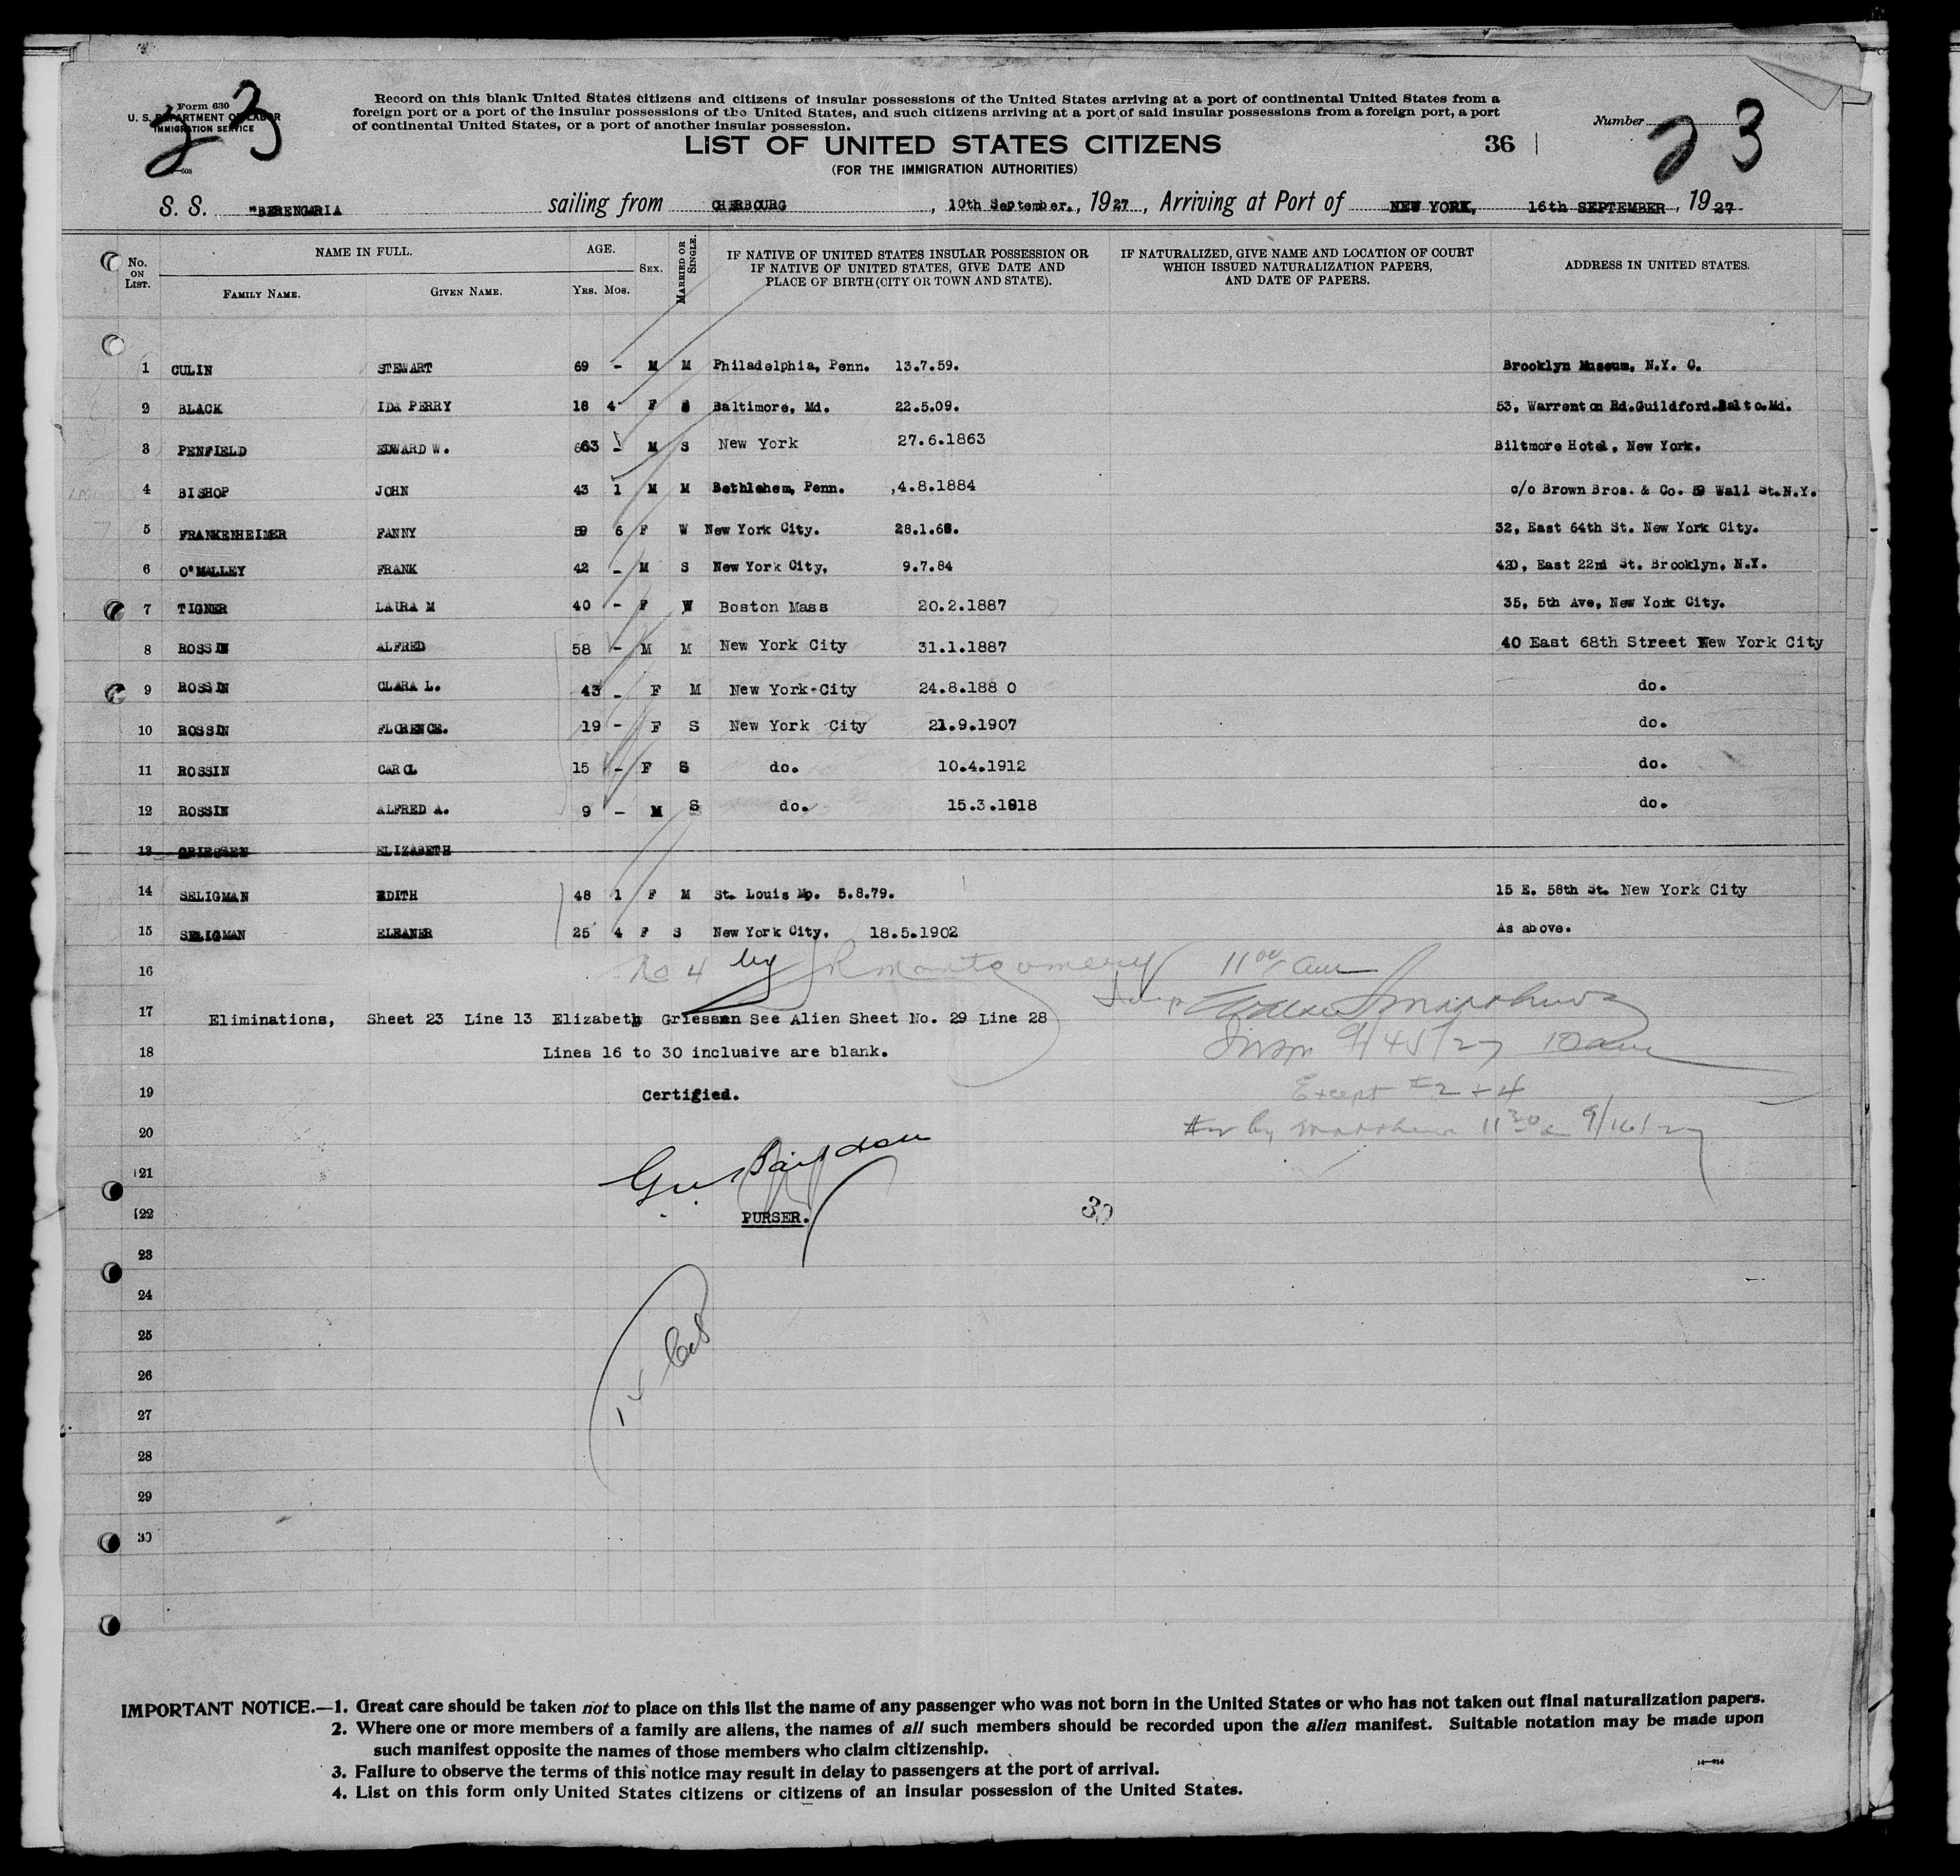 Form 630
U. S. DEPARTMENT OF LABOR
IMMIGRATION SERVICE
23
Record on this blank United States citizens and citizens of insular possessions of the United States arriving at a port of continental United States from a
foreign port or a port of the insular possessions of the United States, and such citizens arriving at a port of said insular possessions from a foreign port, a port
of continental United States, or a port of another insular possession.
Number 23
LIST OF UNITED STATES CITIZENS
36
(FOR THE IMMIGRATION AUTHORITIES)
S. S. "BERENGARIA sailing from CHERBOURG, 10th September., 1927, Arriving at Port of NEW YORK, 16th SEPTEMBER, 1927
No. ON LIST. NAME IN FULL. FAMILY NAME. GIVEN NAME. AGE. YRS. MOS. SEX. MARRIED OR SINGLE. IF NATIVE OF UNITED STATES INSULAR POSSESSION OR IF NATIVE OF UNITED STATES, GIVE DATE AND PLACE OF BIRTH (CITY OR TOWN AND STATE). IF NATURALIZED, GIVE NAME AND LOCATION OF COURT WHICH ISSUED NATURALIZATION PAPERS, AND DATE OF PAPERS. ADDRESS IN UNITED STATES.
1 CULIN STEWART 69 - M M Philadelphia, Penn. 13.7.59. Brooklyn Museum, N.Y. C.
2 BLACK IDA PERRY 18 4 F S Baltimore, Md. 22.5.09. 53, Warrenton Rd.Guildford.Balto.Md.
3 PENFIELD EDWARD W. 63 - M S New York 27.6.1863 Biltmore Hotel, New York.
4 BISHOP JOHN 43 1 M M Bethlehem, Penn. ,4.8.1884 c/o Brown Bros. & Co. 59 Wall St.N.Y.
5 FRANKENHEIMER FANNY 59 6 F W New York City. 28.1.68. 32, East 64th St. New York City.
6 O'MALLEY FRANK 42 - M S New York City, 9.7.84 420, East 22nd St. Brooklyn, N.Y.
7 TIGNER LAURA M 40 - F W Boston Mass 20.2.1887 35, 5th Ave, New York City.
8 ROSSIN ALFRED 58 - M M New York City 31.1.1887 40 East 68th Street New York City
9 ROSSIN CLARA L. 43 - F M New York City 24.8.188 0 do.
10 ROSSIN FLORENCE. 19 - F S New York City 21.9.1907 do.
11 ROSSIN CAROL 15 - F S do. 10.4.1912 do.
12 ROSSIN ALFRED A. 9 - M S do. 15.3.1918 do.
13 GRIESSEN ELIZABETH
14 SELIGMAN EDITH 48 1 F M St. Louis Mo. 5.8.79. 15 E. 58th St. New York City
15 SELIGMAN ELEANER 25 4 F S New York City. 18.5.1902 As above.
16 No 4 by JR Montgomery 11 00 am
17 Eliminations, Sheet 23 Line 13 Elizabeth Griessen See Alien Sheet No. 29 Line 28
18 Lines 16 to 30 inclusive are blank.
10 am
19 Certified.
Except #2 + 4
20
#2 by 11 30 9/16/27
21
22 PURSER.
30
23
24
25
26
27
28
29
30
IMPORTANT NOTICE.—1. Great care should be taken not to place on this list the name of any passenger who was not born in the United States or who has not taken out final naturalization papers.
2. Where one or more members of a family are aliens, the names of all such members should be recorded upon the alien manifest. Suitable notation may be made upon
such manifest opposite the names of those members who claim citizenship.
3. Failure to observe the terms of this notice may result in delay to passengers at the port of arrival.
4. List on this form only United States citizens or citizens of an insular possession of the United States.